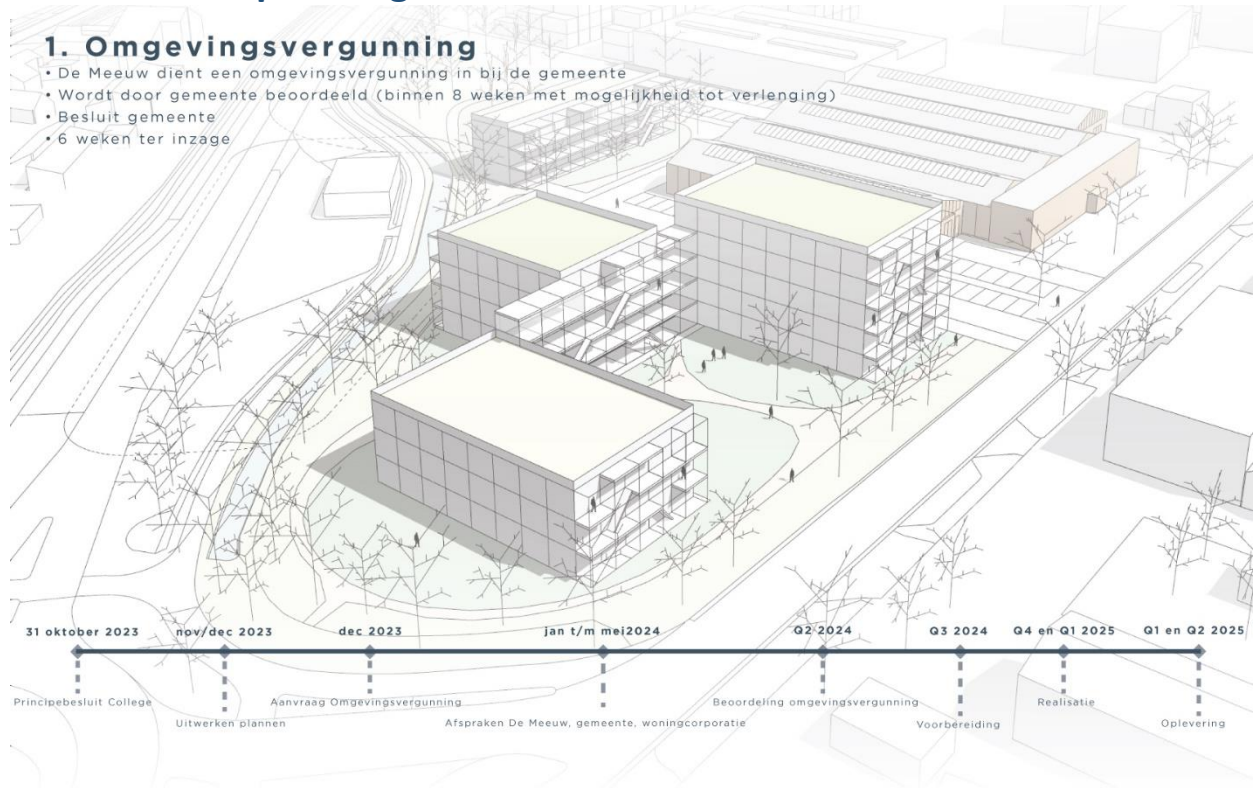 1. Omgevingsvergunning
• De Meeuw dient een omgevingsvergunning in bij de gemeente
• Wordt door gemeente beoordeeld (binnen 8 weken met mogelijkheid tot verlenging)
• Besluit gemeente
• 6 weken ter inzage
31 oktober 2023 nov/dec 2023 dec 2023 jan t/m mei2024 Q2 2024 Q3 2024 Q4 en Q1 2025 Q1 en Q2 2025
Principebesluit College Aanvraag Omgevingsvergunning Beoordeling omgevingsvergunning Realisatie
Uitwerken plannen Afspraken De Meeuw, gemeente, woningcorporatie Voorbereiding Oplevering